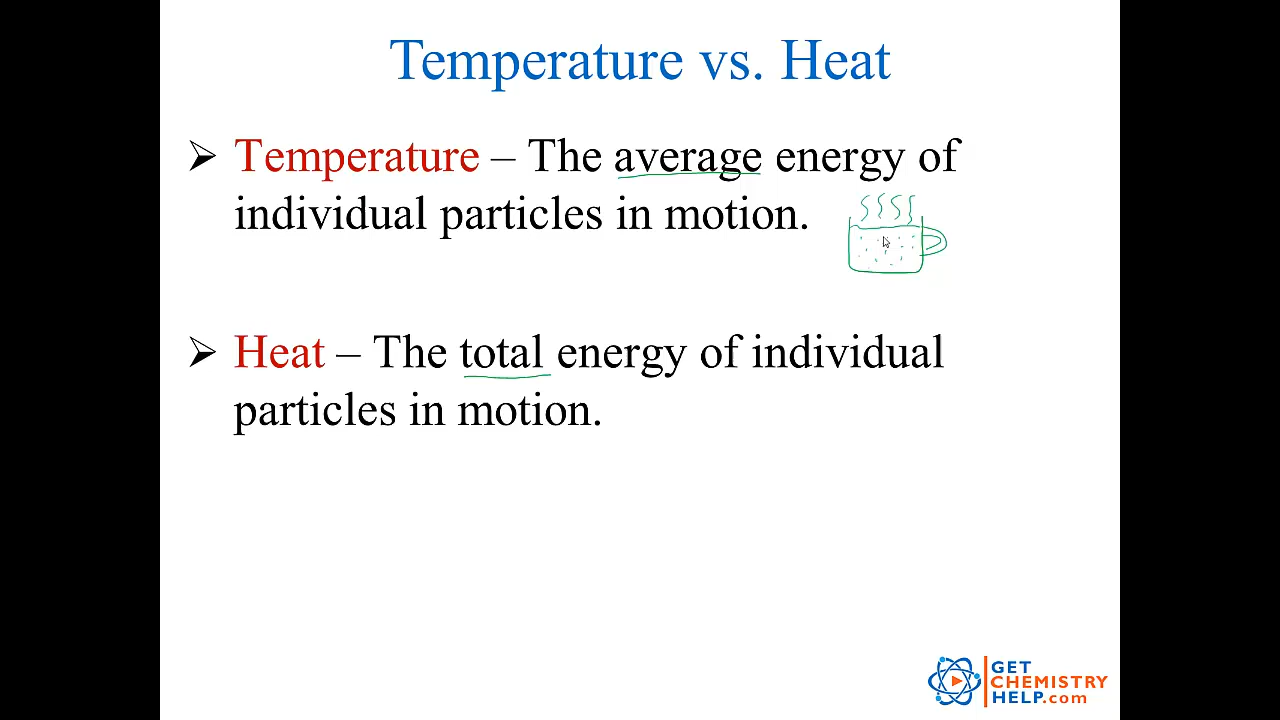 Temperature vs. Heat
➢ Temperature – The average energy of
individual particles in motion.
➢ Heat – The total energy of individual
particles in motion.
GET
CHEMISTRY
HELP.com